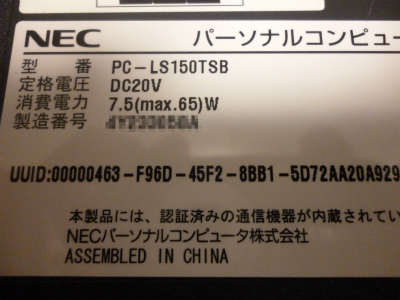 NEC パーソナルコンピュー
型 番 PC-LS150TSB
定格電圧 DC20V
消費電力 7.5(max.65)W
製造番号
UUID:00000463-F96D-45F2-8BB1-5D72AA20A929
本製品には、認証済みの通信機器が内蔵されてい
NECパーソナルコンピュータ株式会社
ASSEMBLED IN CHINA